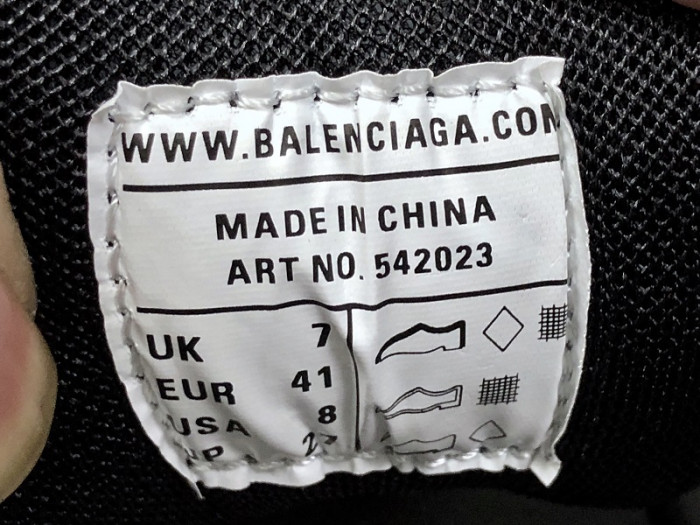 WWW.BALENCIAGA.COM
MADE IN CHINA
ART NO. 542023
UK 7
EUR 41
USA 8